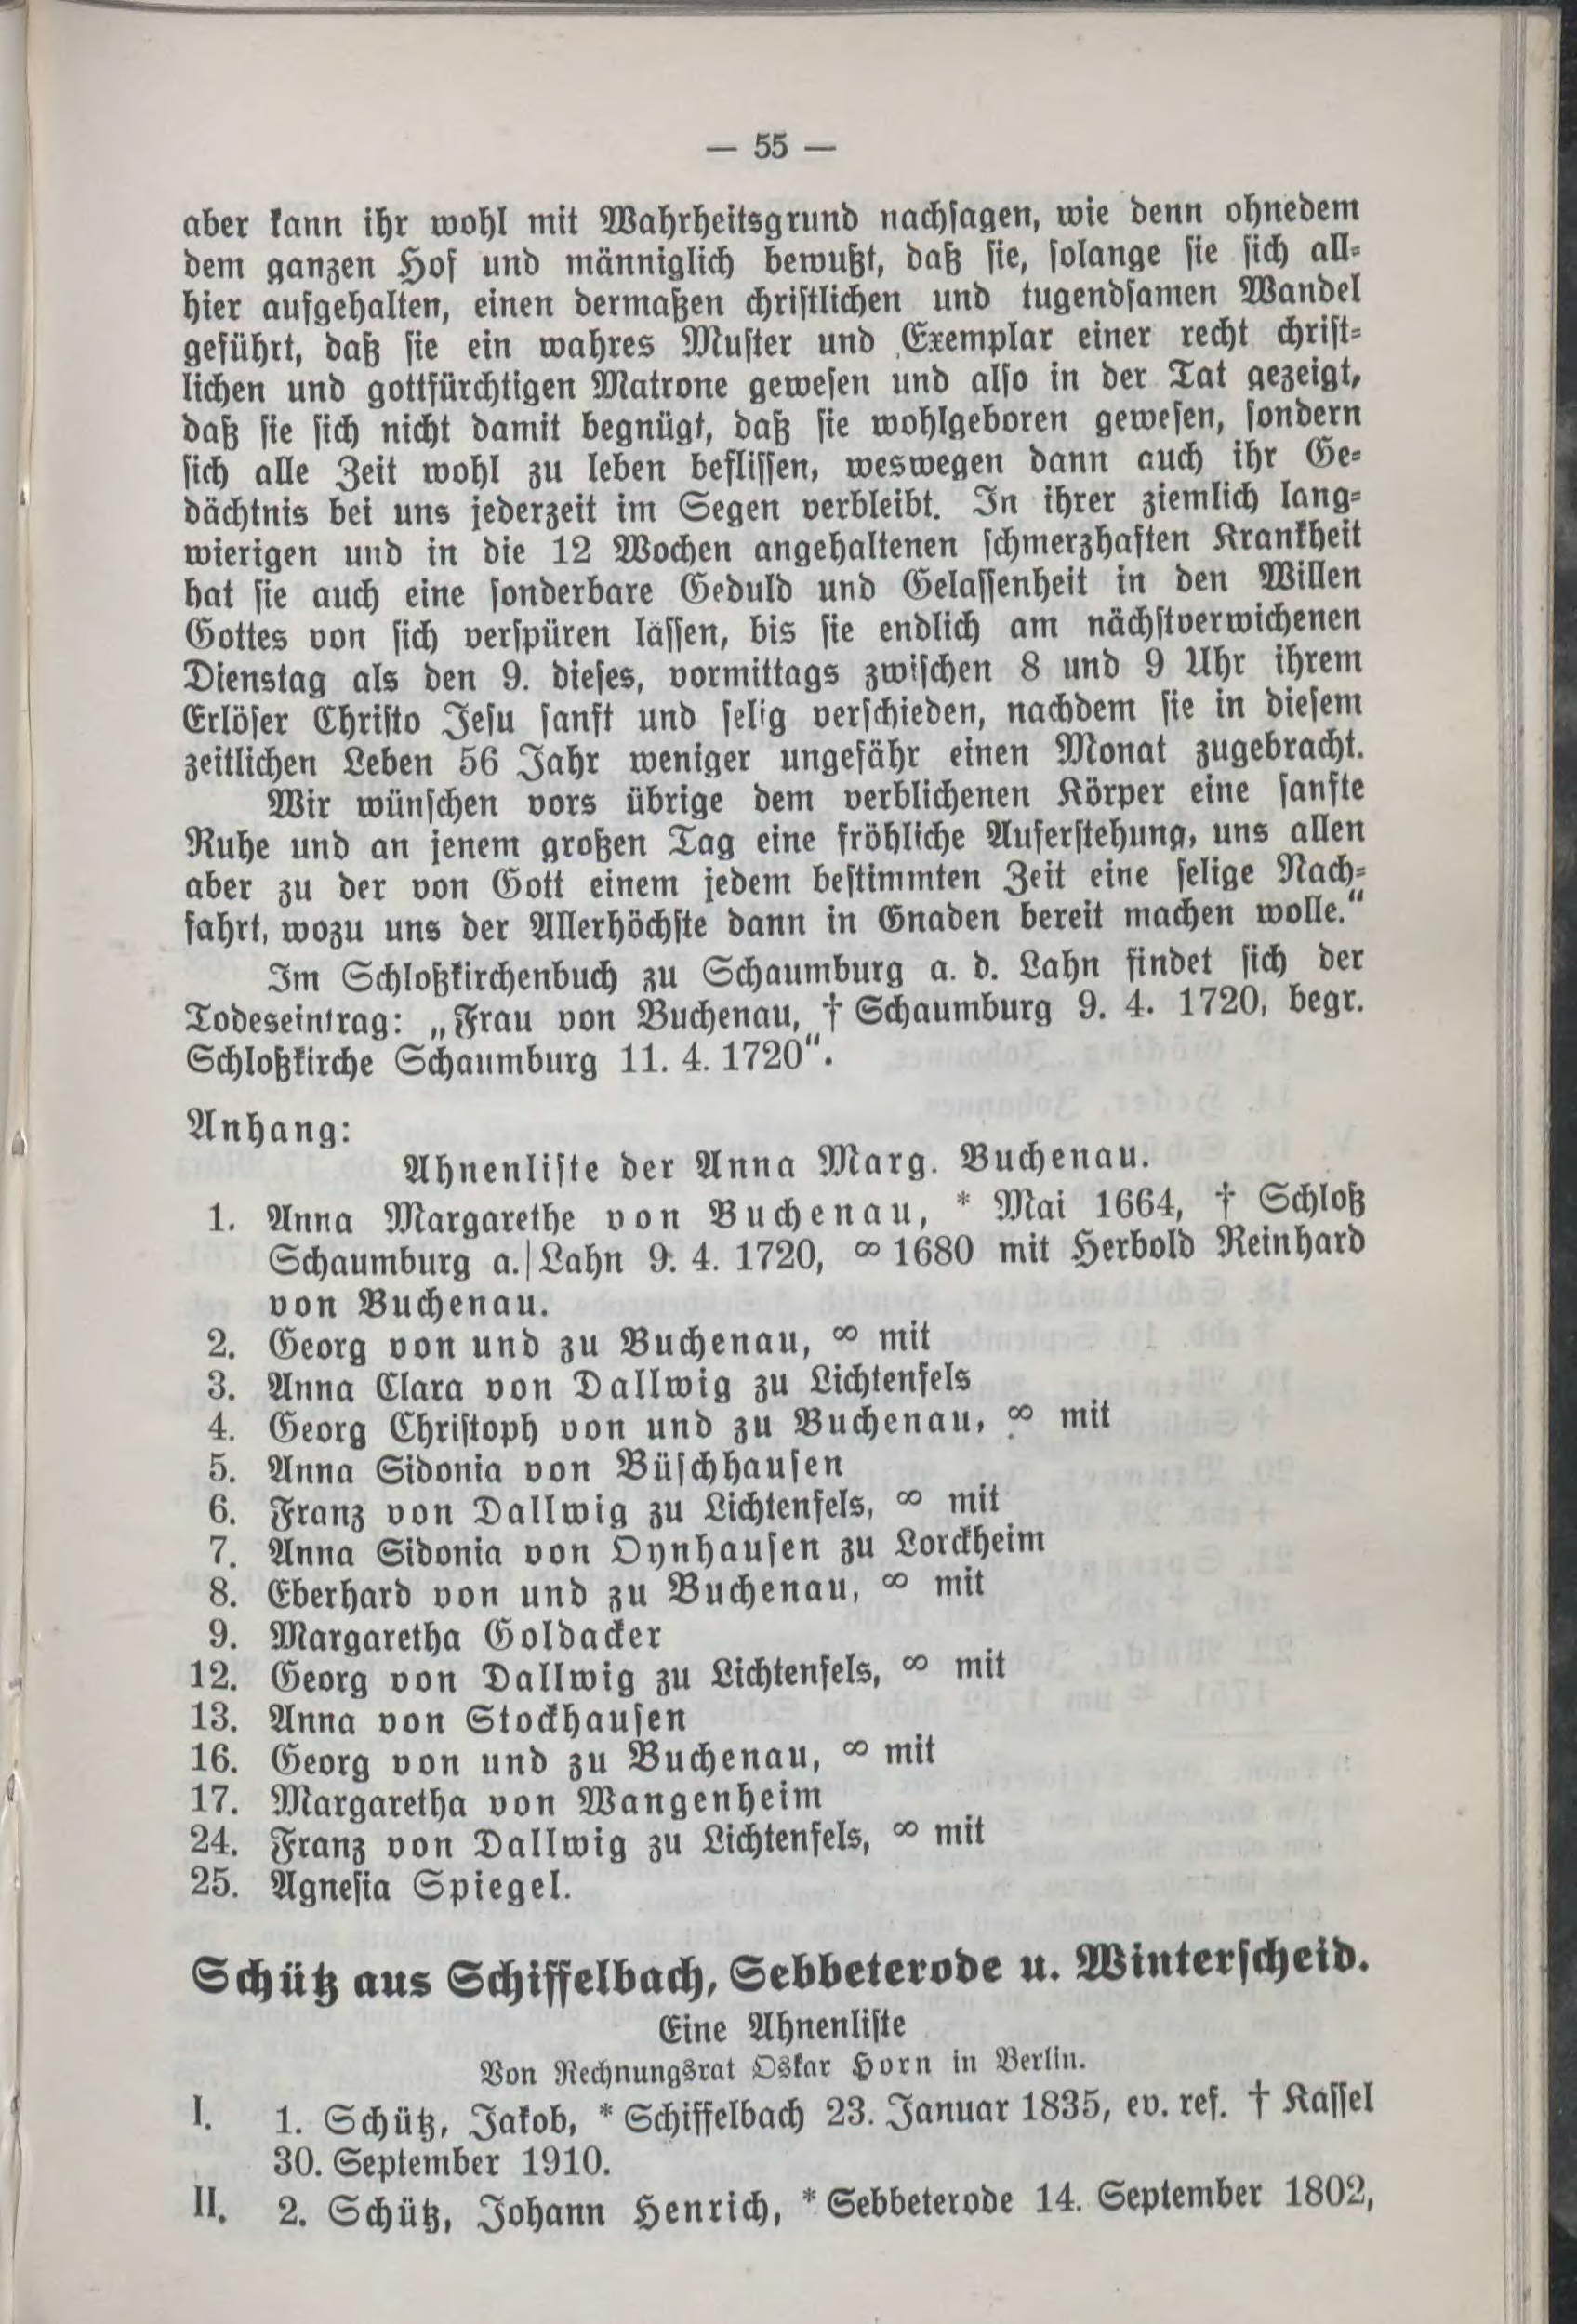 — 55 —
aber kann ihr wohl mit Wahrheitsgrund nachsagen, wie denn ohnedem
dem ganzen Hof und männiglich bewußt, daß sie, solange sie sich all-
hier aufgehalten, einen dermaßen christlichen und tugendsamen Wandel
geführt, daß sie ein wahres Muster und Exemplar einer recht christ-
lichen und gottfürchtigen Matrone gewesen und also in der Tat gezeigt,
daß sie sich nicht damit begnügt, daß sie wohlgeboren gewesen, sondern
sich alle Zeit wohl zu leben beflissen, weswegen dann auch ihr Ge-
dächtnis bei uns jederzeit im Segen verbleibt. In ihrer ziemlich lang-
wierigen und in die 12 Wochen angehaltenen schmerzhaften Krankheit
hat sie auch eine sonderbare Geduld und Gelassenheit in den Willen
Gottes von sich verspüren lassen, bis sie endlich am nächstverwichenen
Dienstag als den 9. dieses, vormittags zwischen 8 und 9 Uhr ihrem
Erlöser Christo Jesu sanft und selig verschieden, nachdem sie in diesem
zeitlichen Leben 56 Jahr weniger ungefähr einen Monat zugebracht.
Wir wünschen vors übrige dem verblichenen Körper eine sanfte
Ruhe und an jenem großen Tag eine fröhliche Auferstehung, uns allen
aber zu der von Gott einem jedem bestimmten Zeit eine selige Nach-
fahrt, wozu uns der Allerhöchste dann in Gnaden bereit machen wolle.“
Im Schloßkirchenbuch zu Schaumburg a. d. Lahn findet sich der
Todeseintrag: „Frau von Buchenau, † Schaumburg 9. 4. 1720, begr.
Schloßkirche Schaumburg 11. 4. 1720“.
Anhang:
Ahnenliste der Anna Marg. Buchenau.
1. Anna Margarethe von Buchenau, * Mai 1664, † Schloß
Schaumburg a. Lahn 9. 4. 1720, ∞ 1680 mit Herbold Reinhard
von Buchenau.
2. Georg von und zu Buchenau, ∞ mit
3. Anna Clara von Dallwig zu Lichtenfels
4. Georg Christoph von und zu Buchenau, ∞ mit
5. Anna Sidonia von Büschhausen
6. Franz von Dallwig zu Lichtenfels, ∞ mit
7. Anna Sidonia von Oynhausen zu Lorckheim
8. Eberhard von und zu Buchenau, ∞ mit
9. Margaretha Goldacker
12. Georg von Dallwig zu Lichtenfels, ∞ mit
13. Anna von Stockhausen
16. Georg von und zu Buchenau, ∞ mit
17. Margaretha von Wangenheim
24. Franz von Dallwig zu Lichtenfels, ∞ mit
25. Agnesia Spiegel.
Schütz aus Schiffelbach, Sebbeterode u. Winterscheid.
Eine Ahnenliste
Von Rechnungsrat Oskar Horn in Berlin.
I. 1. Schütz, Jakob, * Schiffelbach 23. Januar 1835, ev. ref. † Kassel
30. September 1910.
II. 2. Schütz, Johann Henrich, * Sebbeterode 14. September 1802,